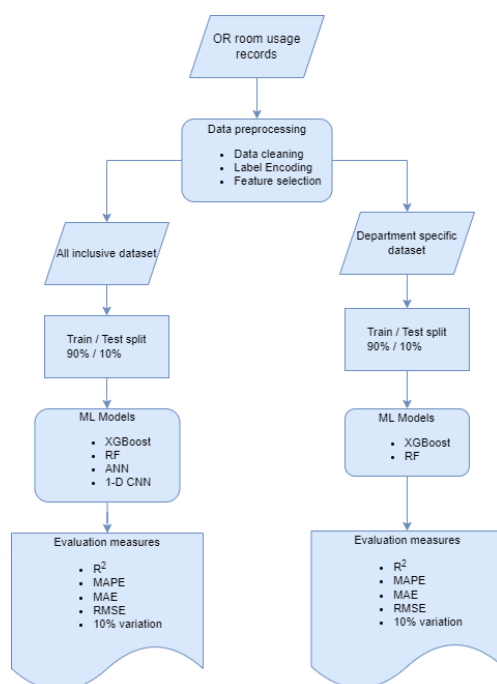 OR room usage
records
Data preprocessing
• Data cleaning
• Label Encoding
• Feature selection
All inclusive dataset
Train / Test split
90% / 10%
ML Models
• XGBoost
• RF
• ANN
• 1-D CNN
Evaluation measures
• R²
• MAPE
• MAE
• RMSE
• 10% variation
Department specific
dataset
Train / Test split
90% / 10%
ML Models
• XGBoost
• RF
Evaluation measures
• R²
• MAPE
• MAE
• RMSE
• 10% variation